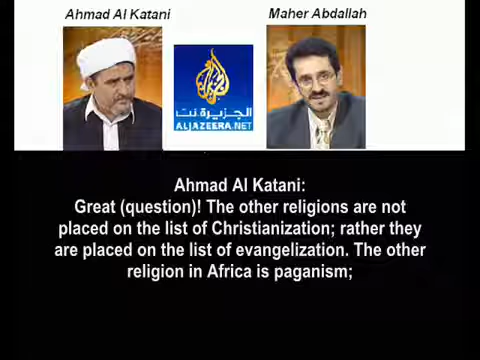 Ahmad Al Katani
Maher Abdallah
الجزيرة نت
ALJAZEERA.NET
Ahmad Al Katani:
Great (question)! The other religions are not
placed on the list of Christianization; rather they
are placed on the list of evangelization. The other
religion in Africa is paganism;